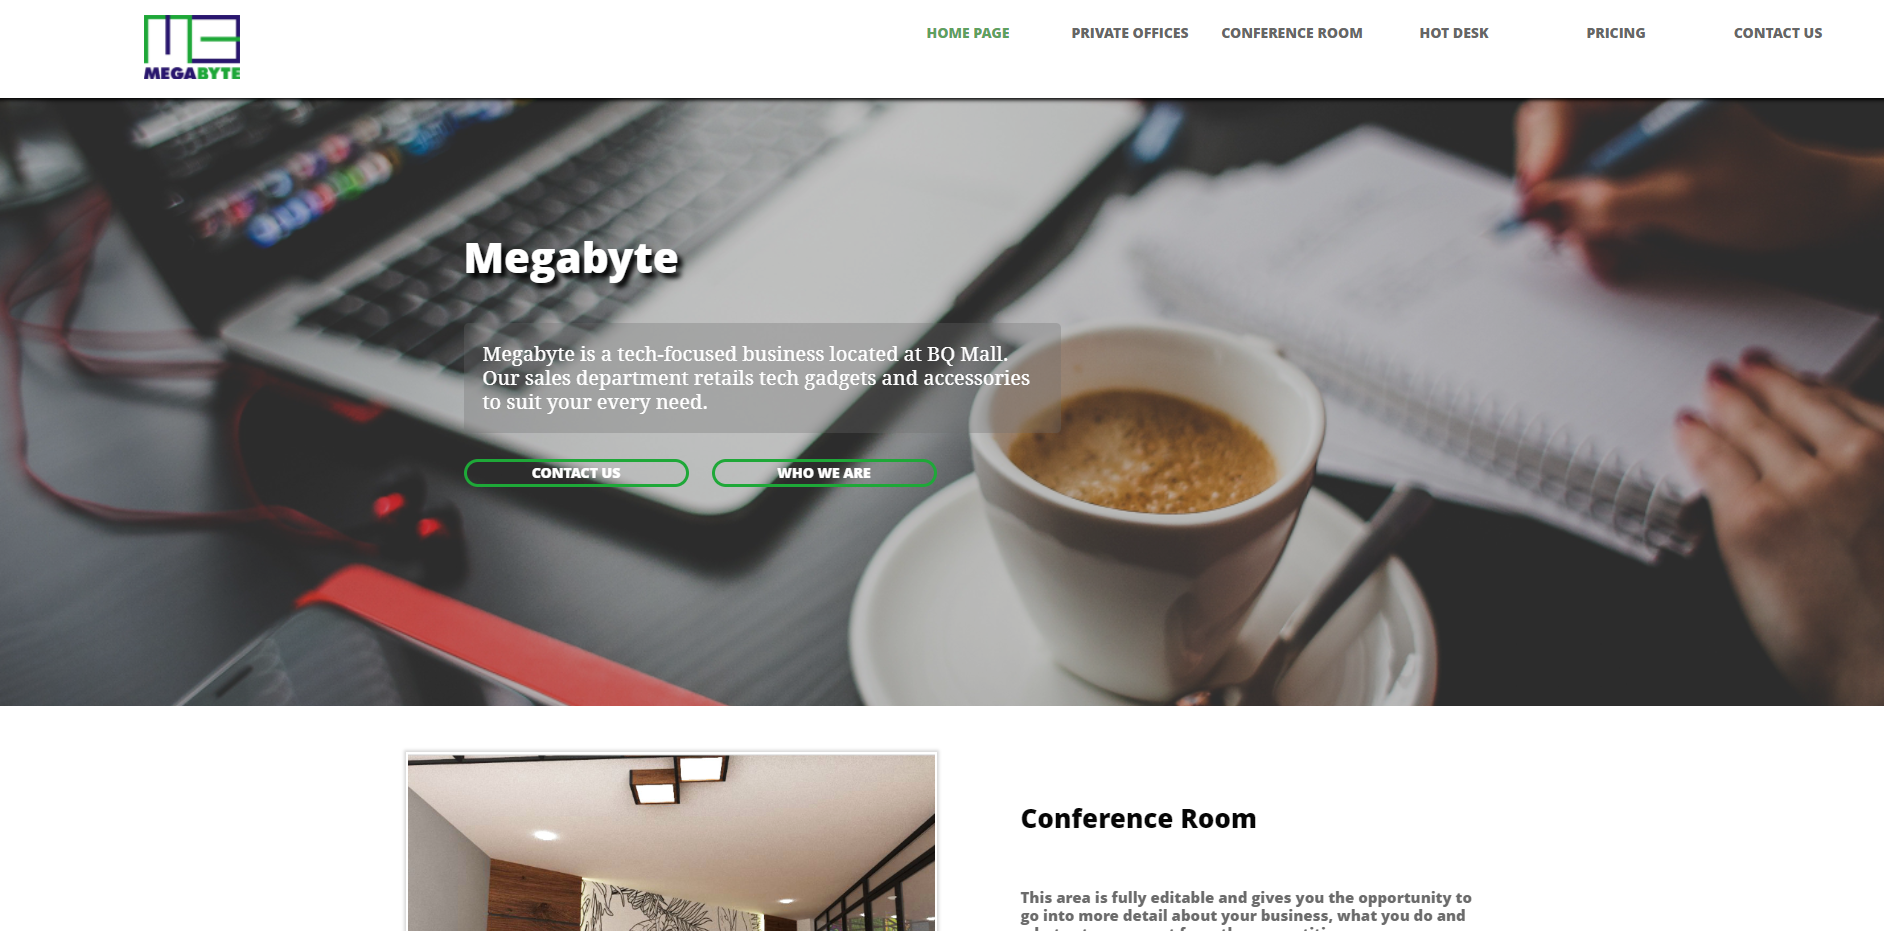 MEGABYTE
HOME PAGE
PRIVATE OFFICES
CONFERENCE ROOM
HOT DESK
PRICING
CONTACT US
Megabyte
Megabyte is a tech-focused business located at BQ Mall.
Our sales department retails tech gadgets and accessories
to suit your every need.
CONTACT US
WHO WE ARE
Conference Room
This area is fully editable and gives you the opportunity to
go into more detail about your business, what you do and